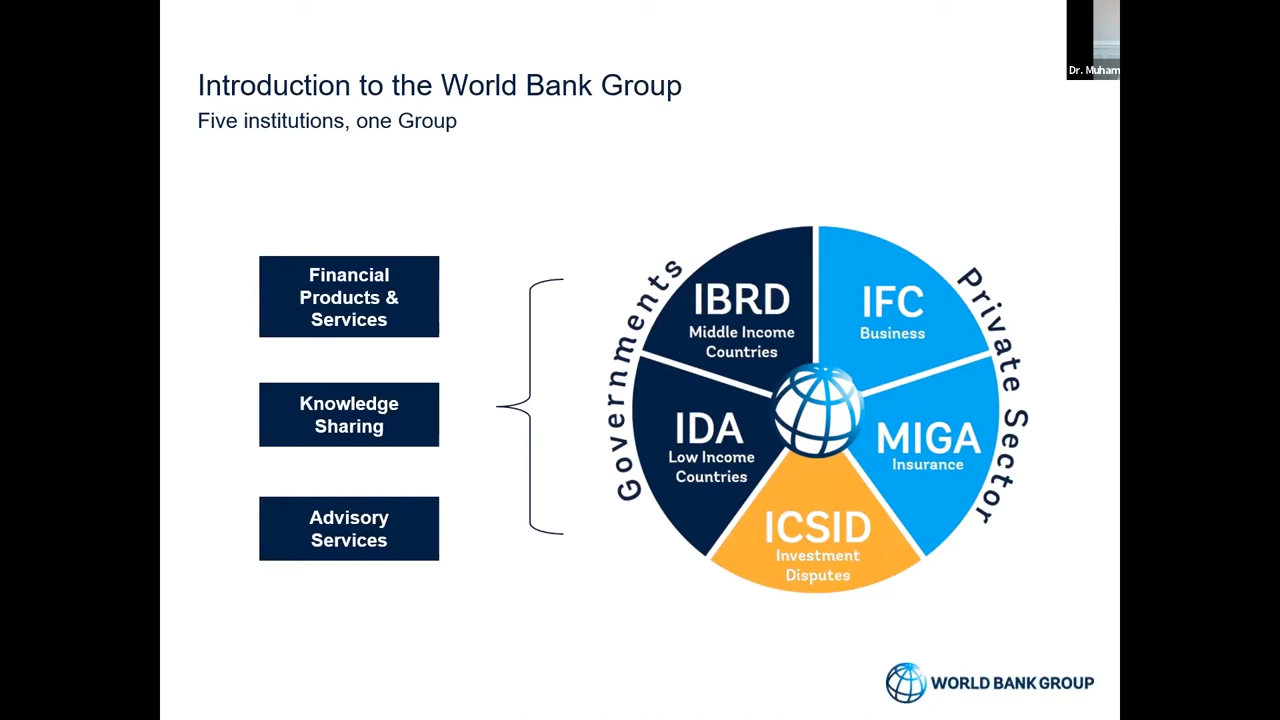 Dr. Muham
Introduction to the World Bank Group
Five institutions, one Group
Financial
Products &
Services
Knowledge
Sharing
Advisory
Services
Governments
IBRD
Middle Income
Countries
IDA
Low Income
Countries
IFC
Business
MIGA
Insurance
Private Sector
ICSID
Investment
Disputes
WORLD BANK GROUP